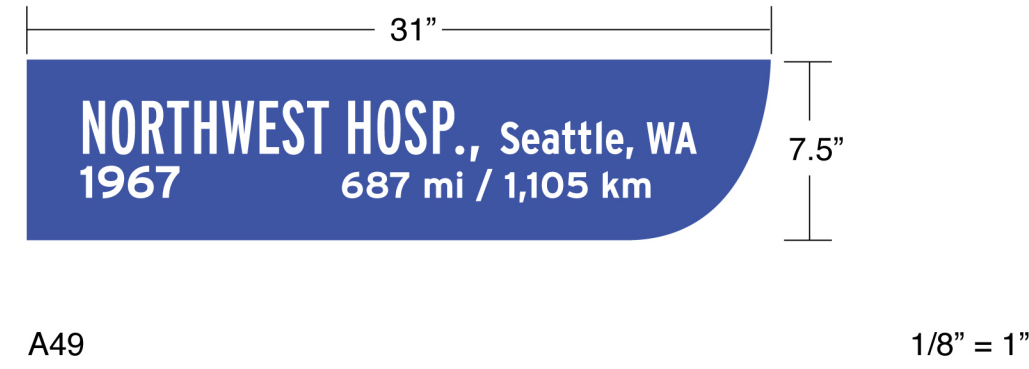 31”
NORTHWEST HOSP., Seattle, WA
1967 687 mi / 1,105 km
7.5”
A49 1/8” = 1”